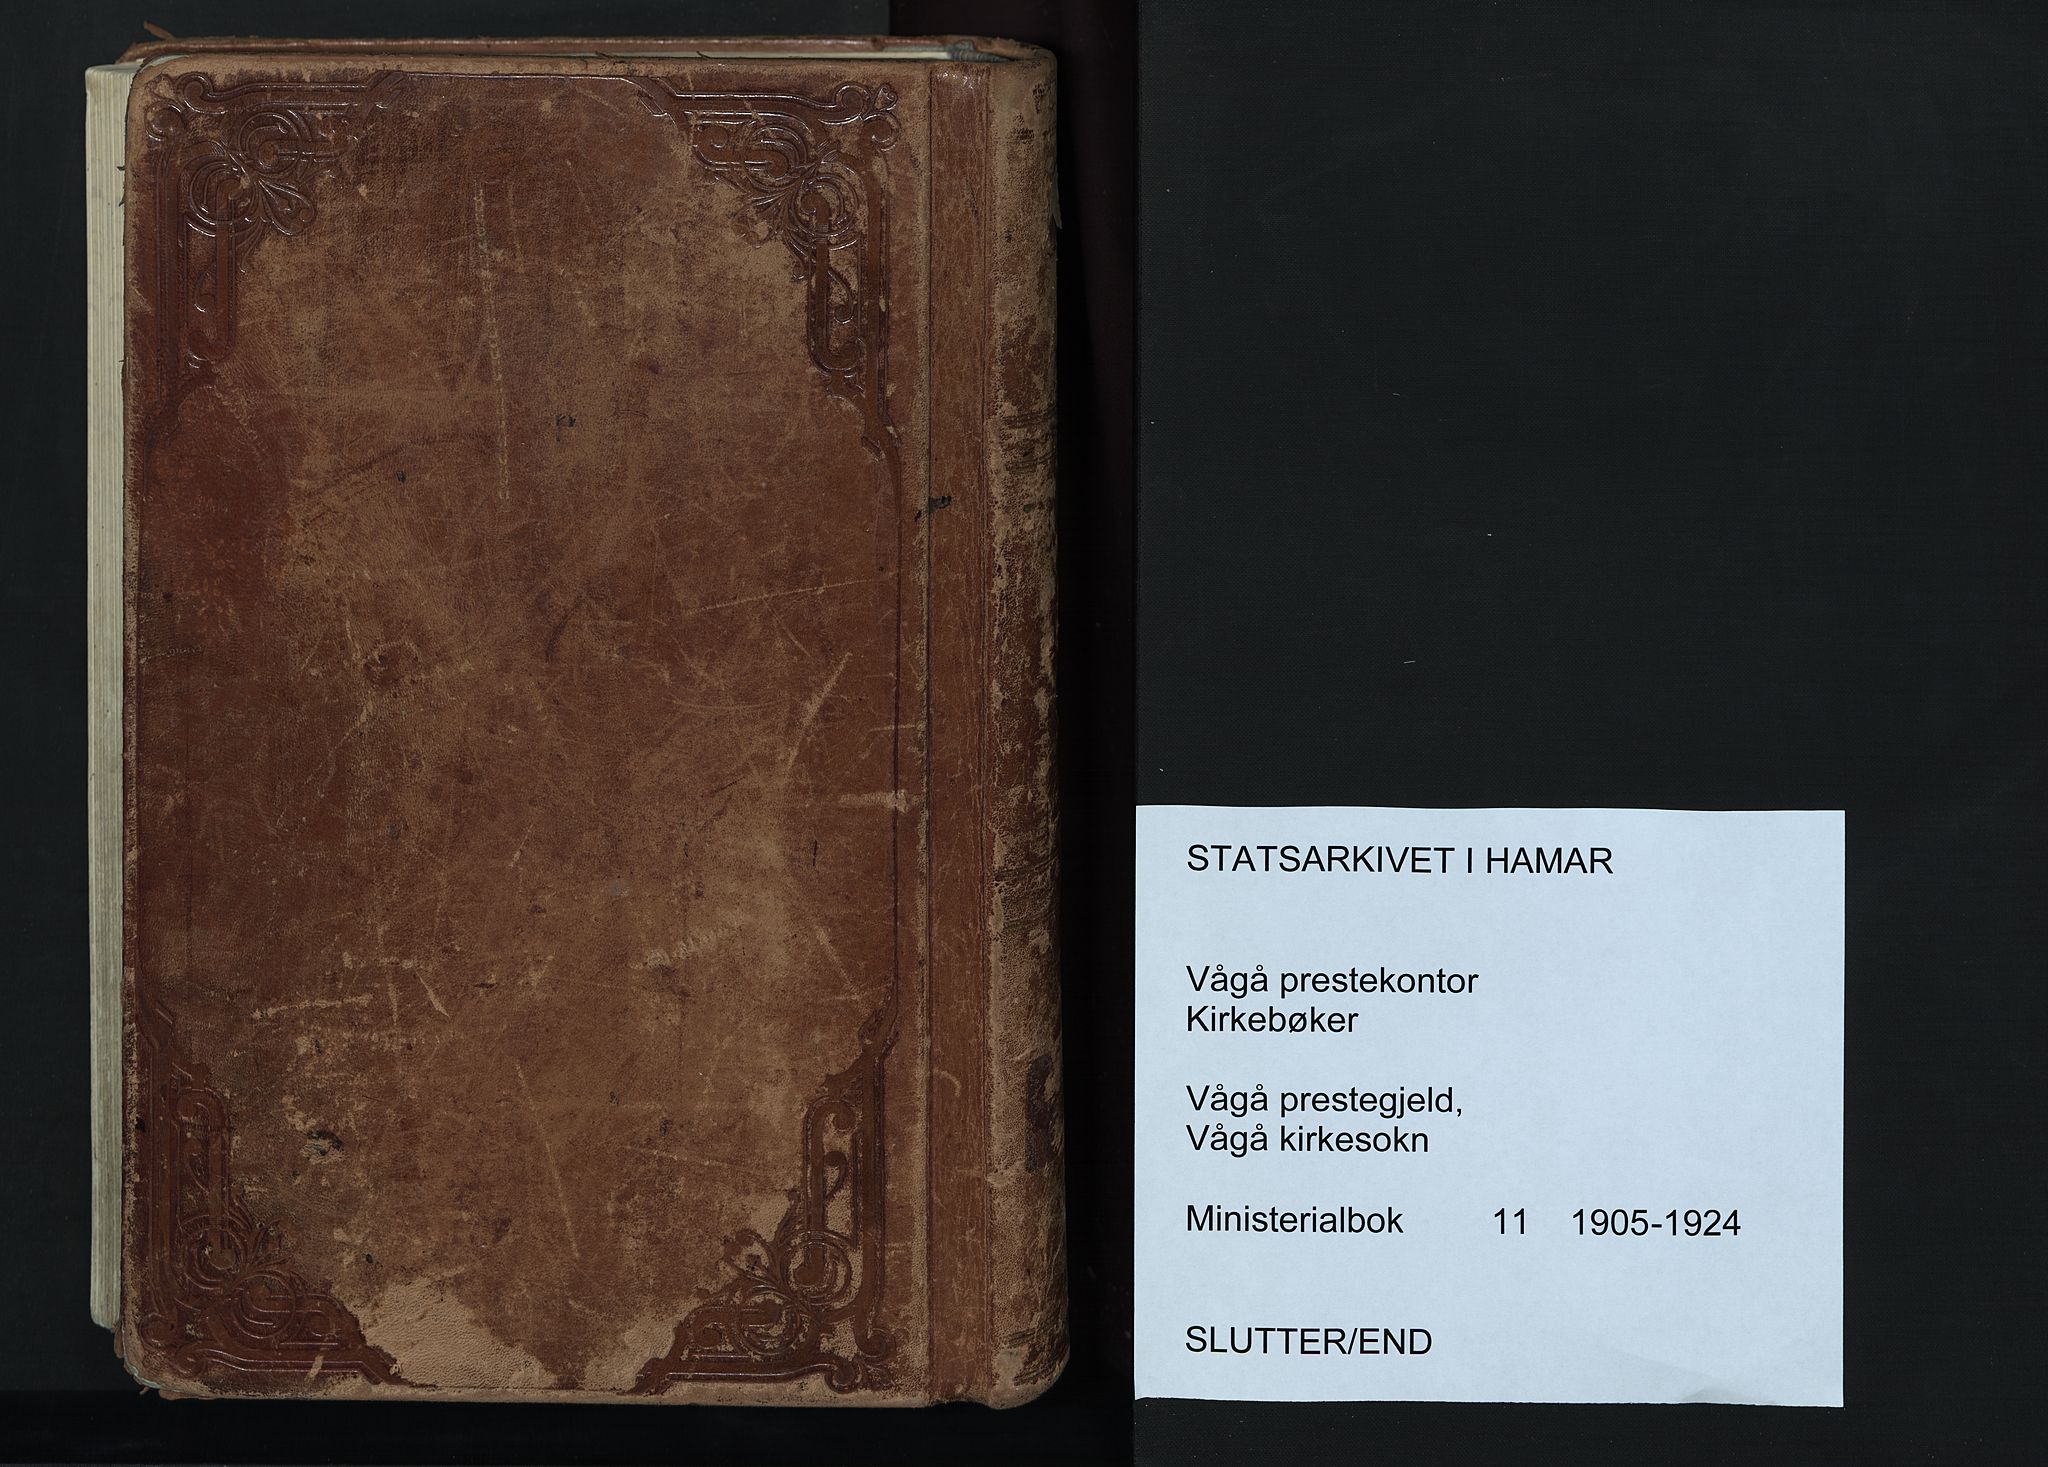 STATSARKIVET I HAMAR
Vågå prestekontor
Kirkebøker
Vågå prestegjeld,
Vågå kirkesokn
Ministerialbok 11 1905-1924
SLUTTER/END